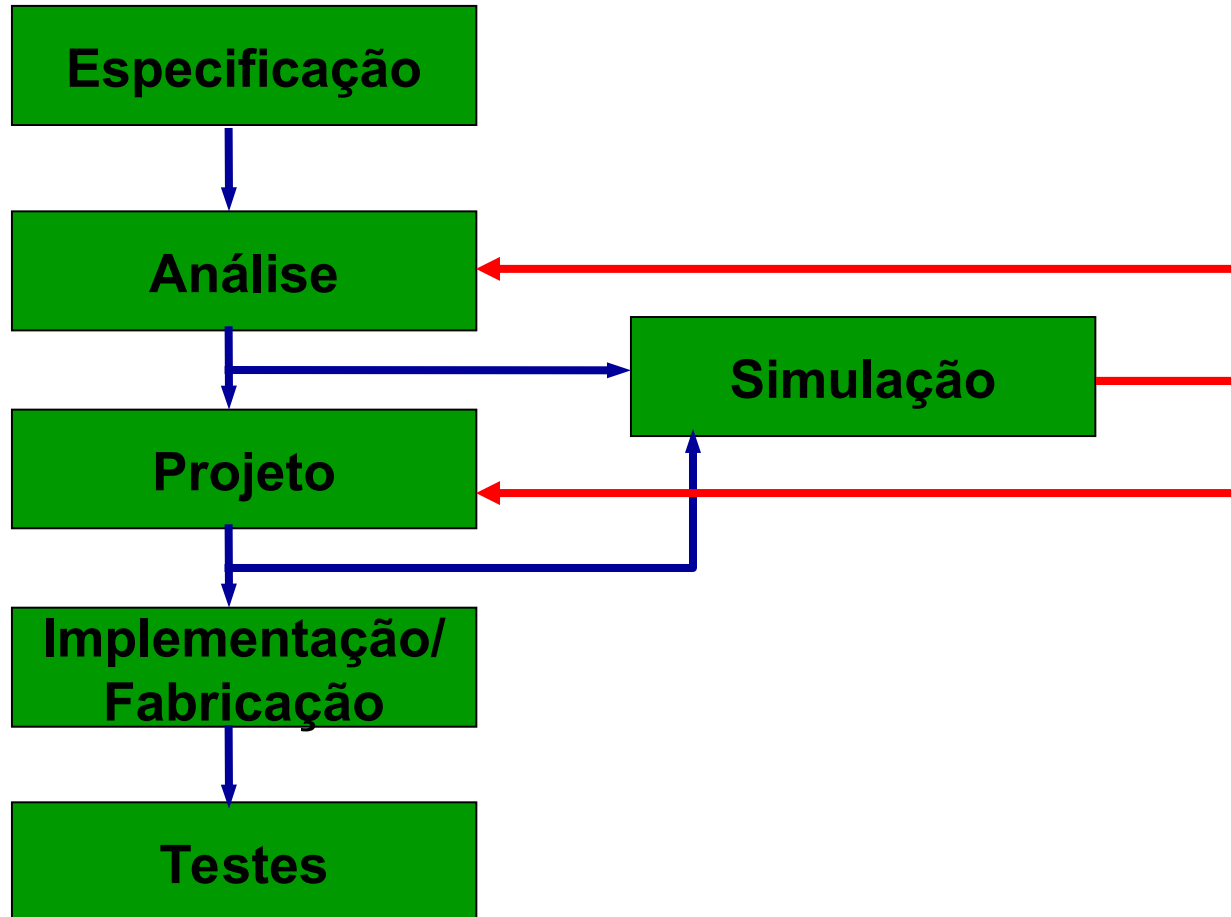 Especificação
Análise
Simulação
Projeto
Implementação/
Fabricação
Testes